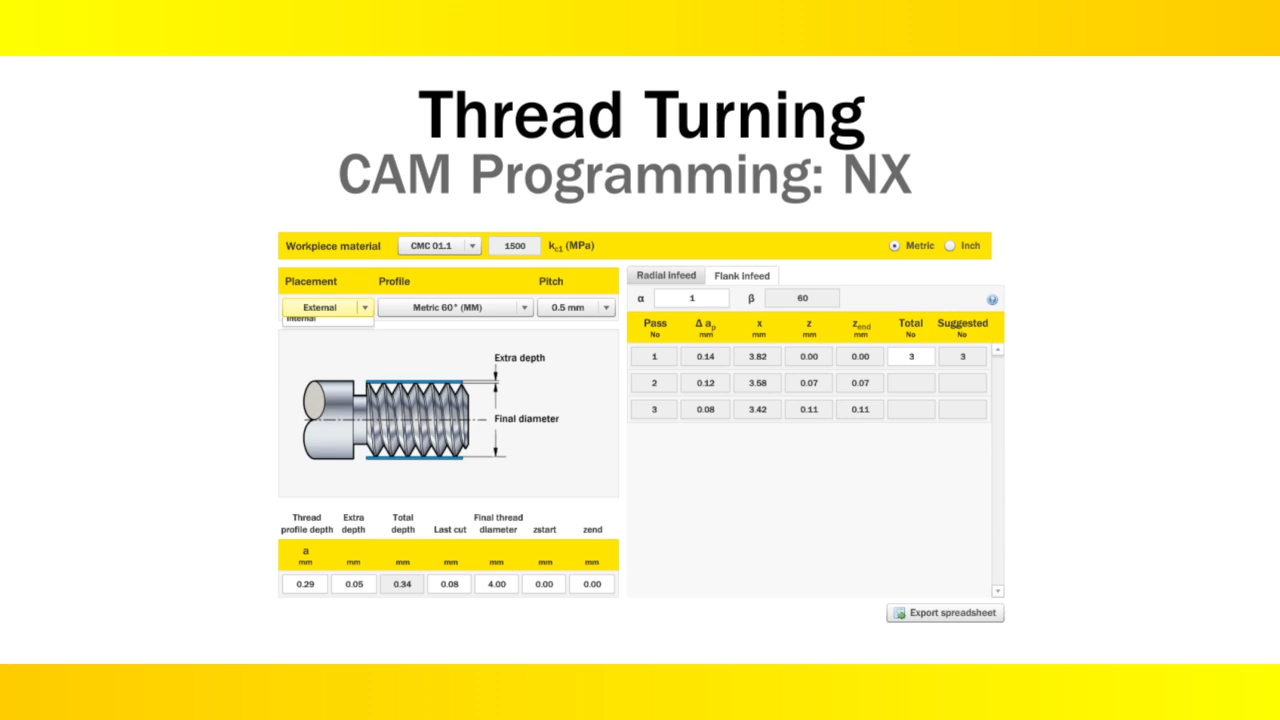 Thread Turning
CAM Programming: NX
Workpiece material CMC 01.1 1500 kc1 (MPa) Metric Inch
Placement Profile Pitch
External Metric 60° (MM) 0.5 mm
Internal
Extra depth
Final diameter
Thread profile depth Extra depth Total depth Last cut Final thread diameter zstart zend
a
mm mm mm mm mm mm mm
0.29 0.05 0.34 0.08 4.00 0.00 0.00
Radial infeed Flank infeed
α 1 β 60
Pass Δ ap x z zend Total Suggested
No mm mm mm mm No No
1 0.14 3.82 0.00 0.00 3 3
2 0.12 3.58 0.07 0.07
3 0.08 3.42 0.11 0.11
Export spreadsheet